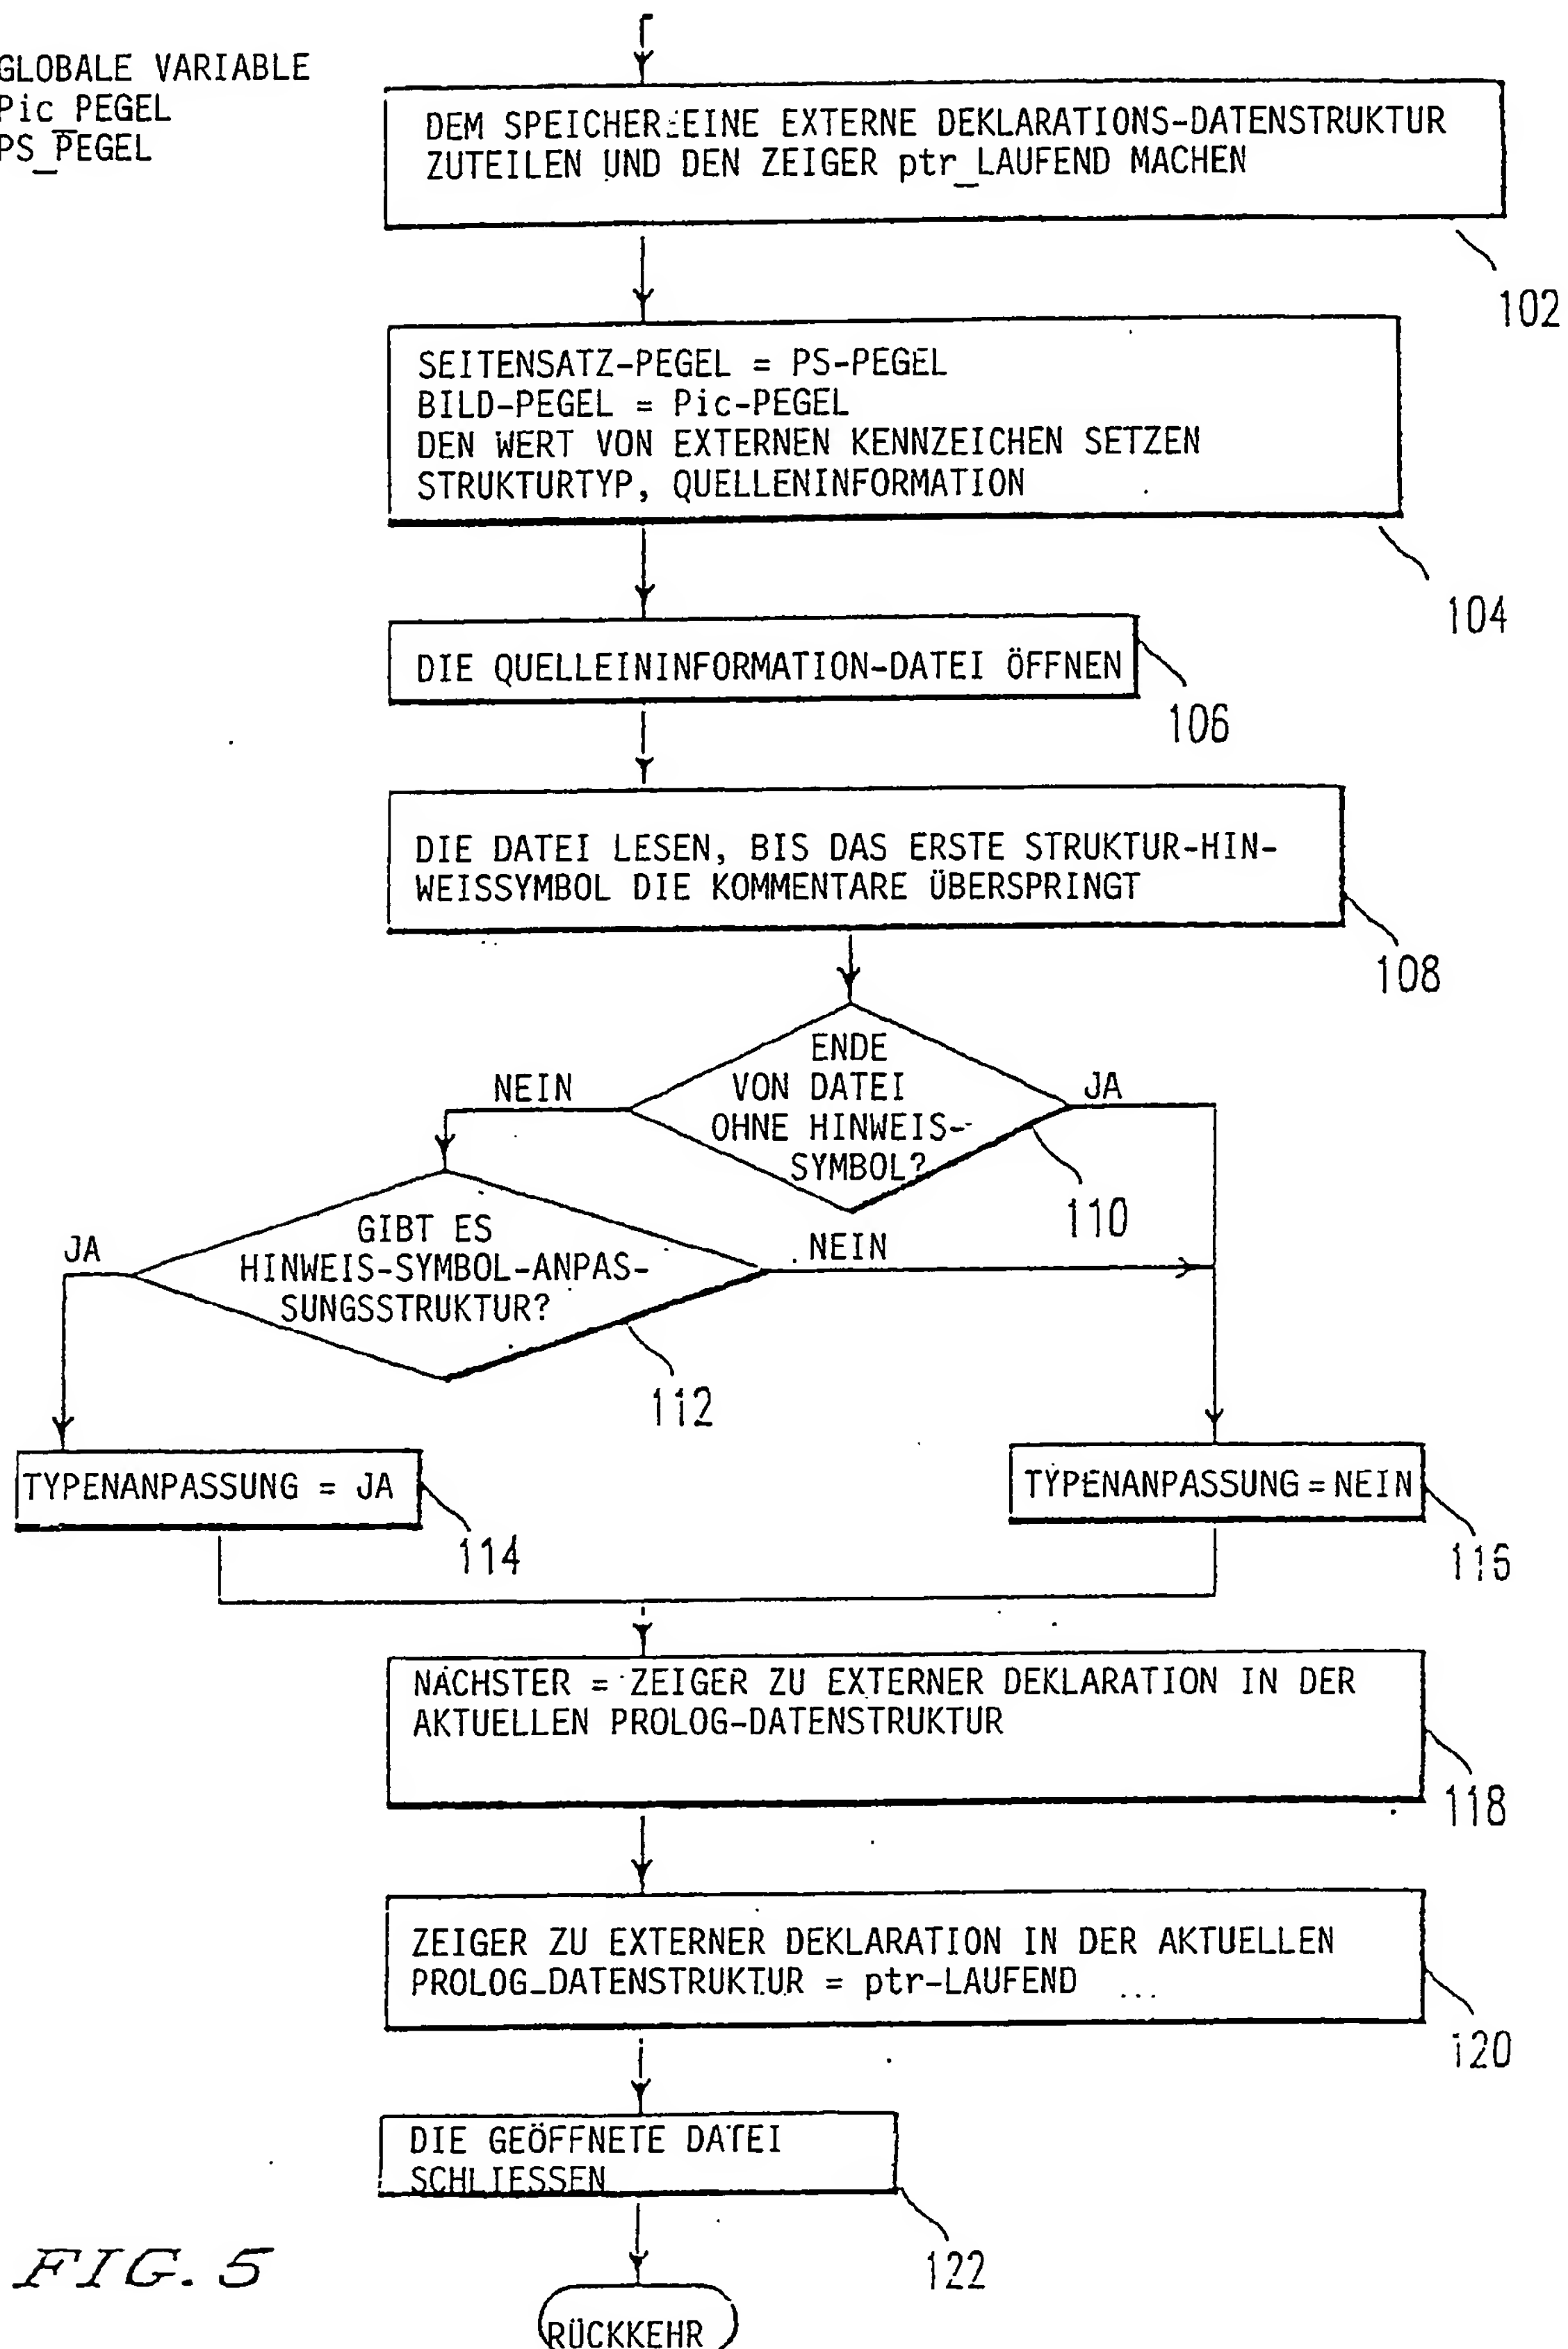 GLOBALE VARIABLE
Pic_PEGEL
PS_PEGEL
DEM SPEICHER EINE EXTERNE DEKLARATIONS-DATENSTRUKTUR
ZUTEILEN UND DEN ZEIGER ptr_LAUFEND MACHEN
102
SEITENSATZ-PEGEL = PS-PEGEL
BILD-PEGEL = Pic-PEGEL
DEN WERT VON EXTERNEN KENNZEICHEN SETZEN
STRUKTURTYP, QUELLENINFORMATION
104
DIE QUELLEININFORMATION-DATEI ÖFFNEN
106
DIE DATEI LESEN, BIS DAS ERSTE STRUKTUR-HIN-
WEISSYMBOL DIE KOMMENTARE ÜBERSPRINGT
108
ENDE
VON DATEI
OHNE HINWEIS-
SYMBOL?
NEIN
JA
110
GIBT ES
HINWEIS-SYMBOL-ANPAS-
SUNGSSTRUKTUR?
JA
NEIN
112
TYPENANPASSUNG = JA
114
TYPENANPASSUNG = NEIN
116
NÄCHSTER = ZEIGER ZU EXTERNER DEKLARATION IN DER
AKTUELLEN PROLOG-DATENSTRUKTUR
118
ZEIGER ZU EXTERNER DEKLARATION IN DER AKTUELLEN
PROLOG_DATENSTRUKTUR = ptr-LAUFEND
120
DIE GEÖFFNETE DATEI
SCHLIESSEN
122
RÜCKKEHR
FIG. 5